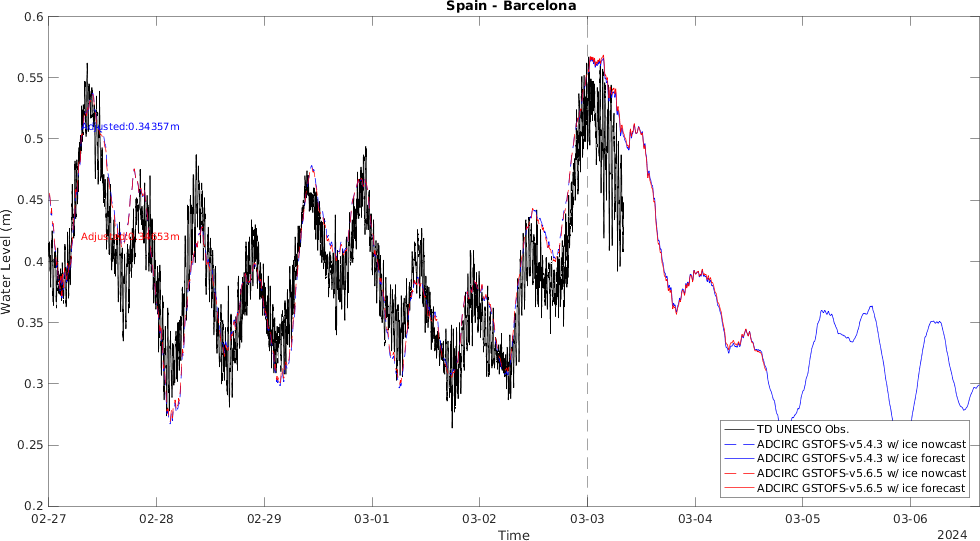 Spain - Barcelona
0.6
0.55
Adjusted:0.34357m
0.5
0.45
0.4
0.35
0.3
0.25
0.2
Water Level (m)
TD UNESCO Obs.
ADCIRC GSTOFS-v5.4.3 w/ ice nowcast
ADCIRC GSTOFS-v5.4.3 w/ ice forecast
ADCIRC GSTOFS-v5.6.5 w/ ice nowcast
ADCIRC GSTOFS-v5.6.5 w/ ice forecast
02-27 02-28 02-29 03-01 03-02 03-03 03-04 03-05 03-06
Time
2024